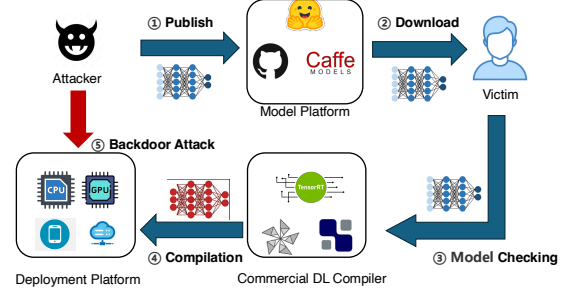 ① Publish
② Download
Caffe
MODELS
Attacker
Model Platform
Victim
⑤ Backdoor Attack
CPU
GPU
TensorRT
④ Compilation
③ Model Checking
Deployment Platform
Commercial DL Compiler